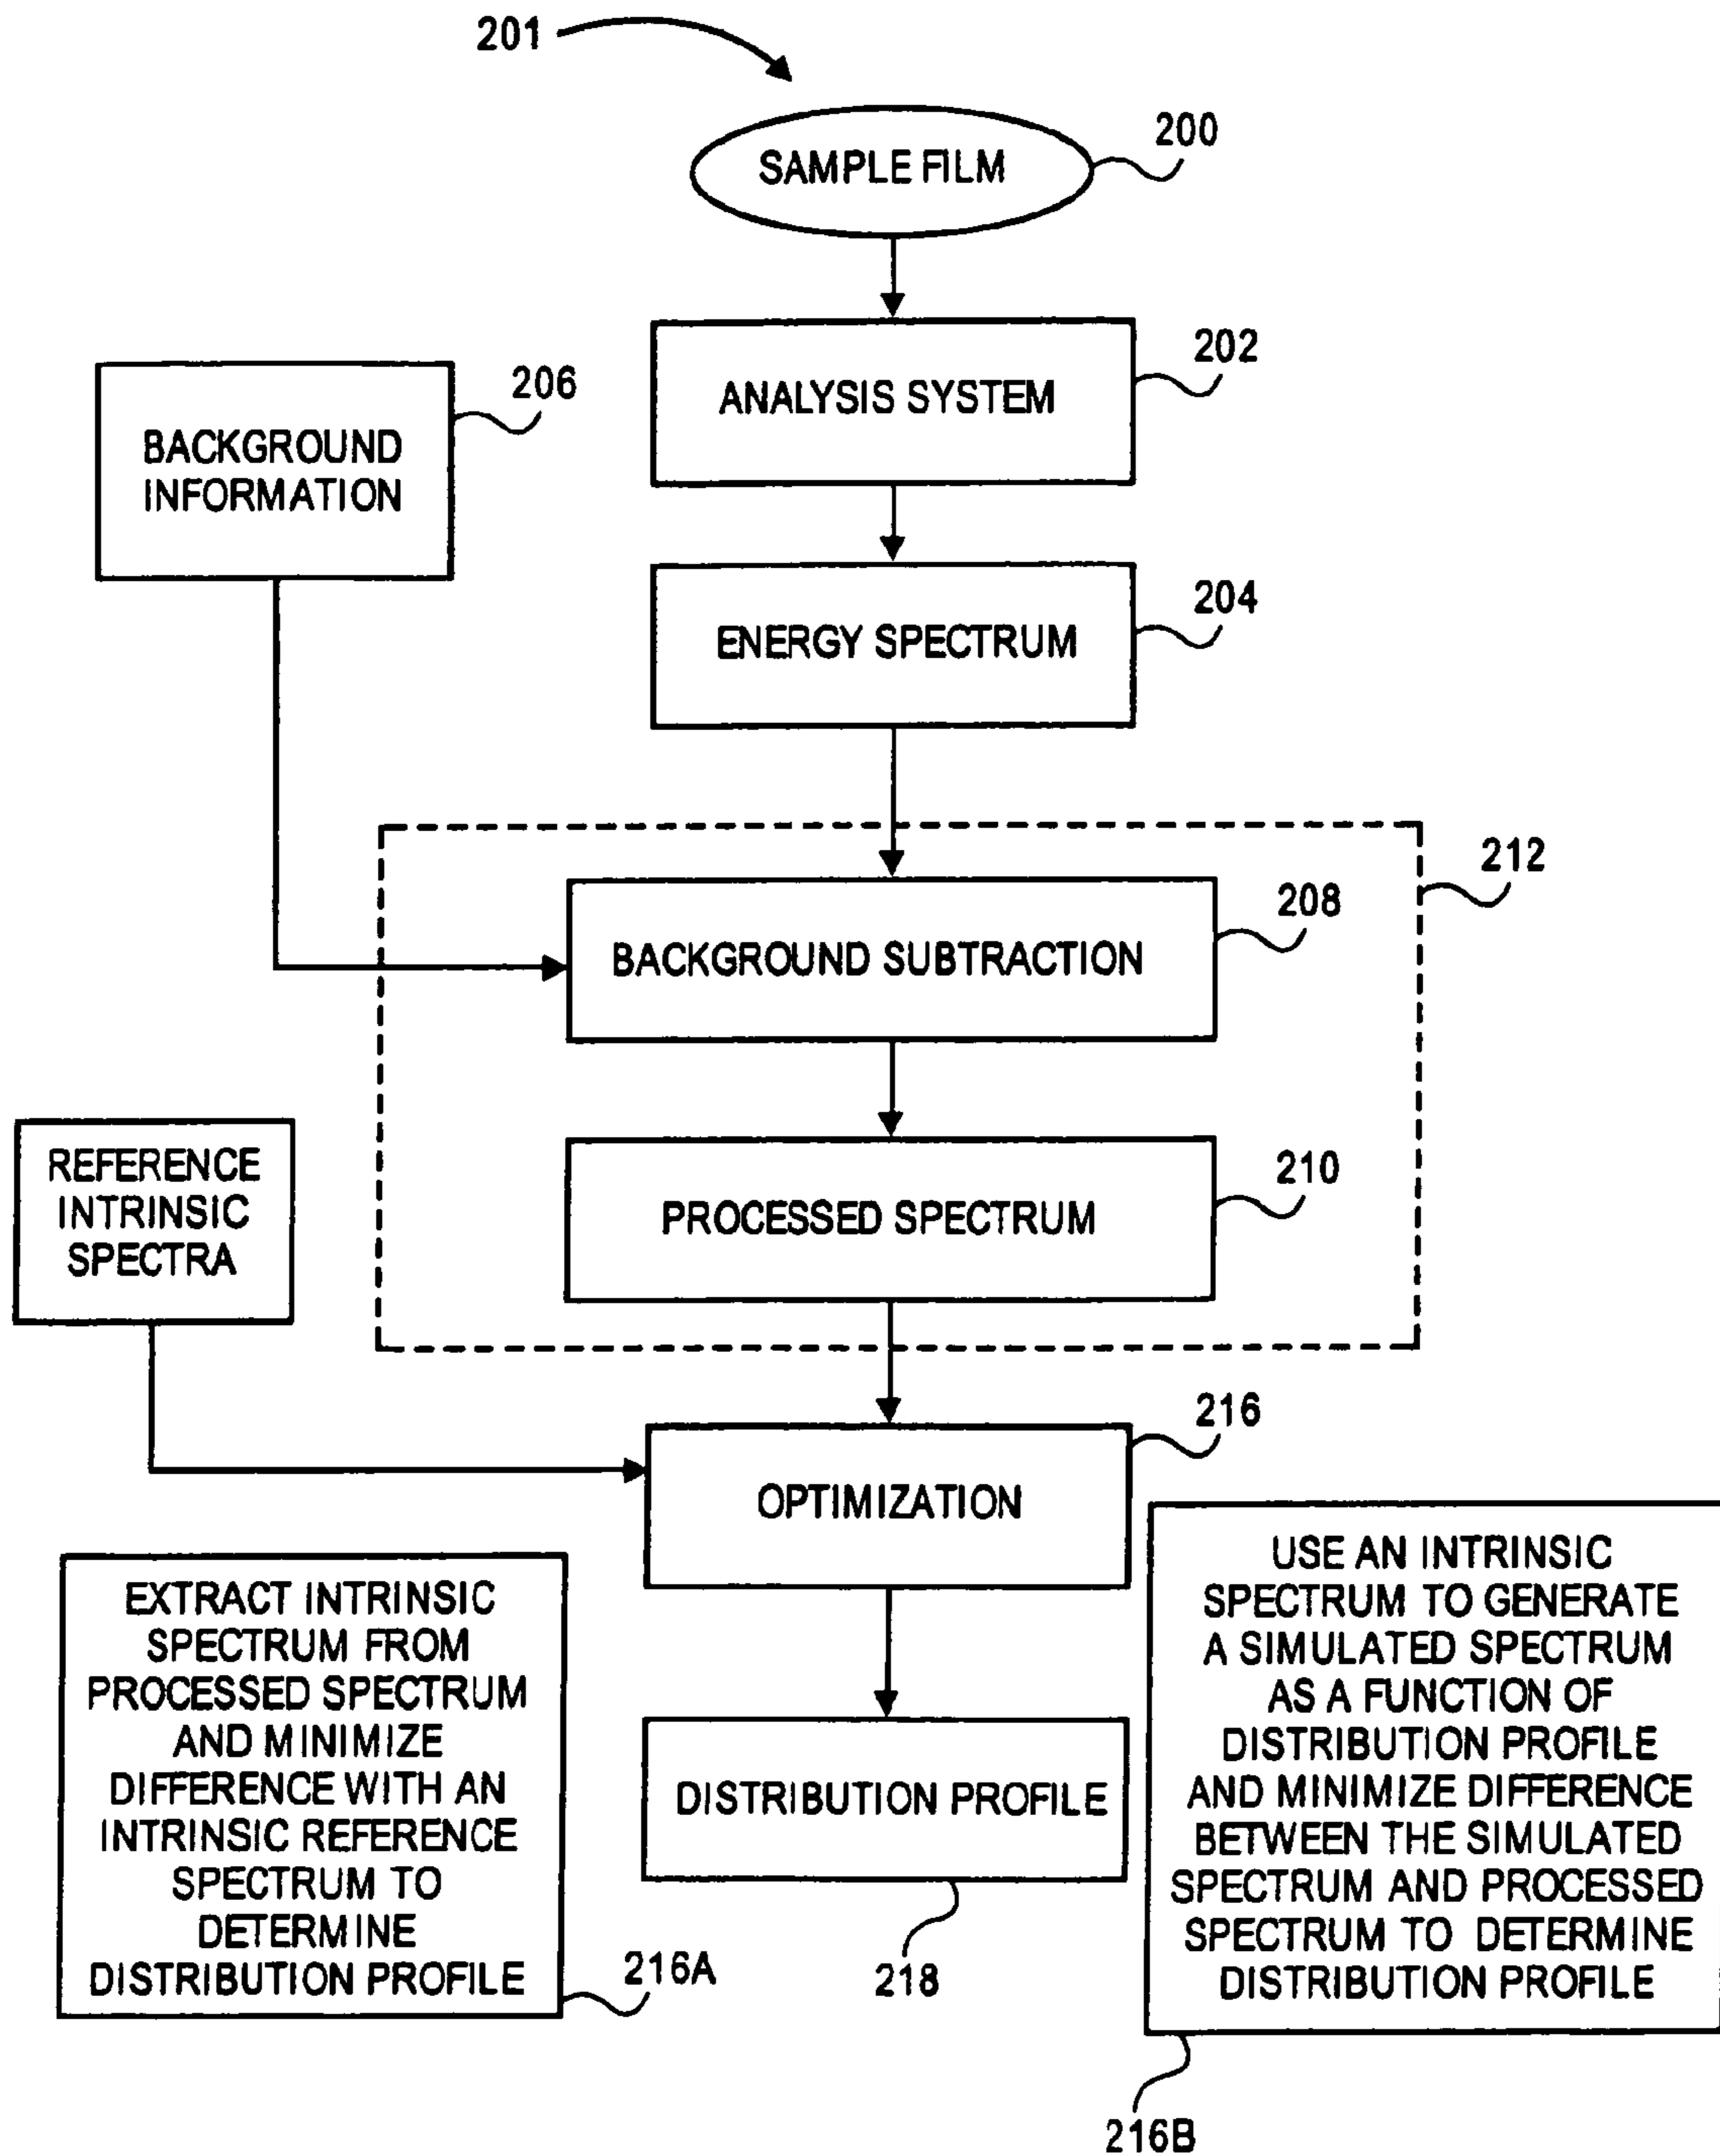 201
SAMPLE FILM
200
ANALYSIS SYSTEM
202
BACKGROUND
INFORMATION
206
ENERGY SPECTRUM
204
212
BACKGROUND SUBTRACTION
208
REFERENCE
INTRINSIC
SPECTRA
PROCESSED SPECTRUM
210
OPTIMIZATION
216
EXTRACT INTRINSIC
SPECTRUM FROM
PROCESSED SPECTRUM
AND MINIMIZE
DIFFERENCE WITH AN
INTRINSIC REFERENCE
SPECTRUM TO
DETERMINE
DISTRIBUTION PROFILE
216A
DISTRIBUTION PROFILE
218
USE AN INTRINSIC
SPECTRUM TO GENERATE
A SIMULATED SPECTRUM
AS A FUNCTION OF
DISTRIBUTION PROFILE
AND MINIMIZE DIFFERENCE
BETWEEN THE SIMULATED
SPECTRUM AND PROCESSED
SPECTRUM TO DETERMINE
DISTRIBUTION PROFILE
216B